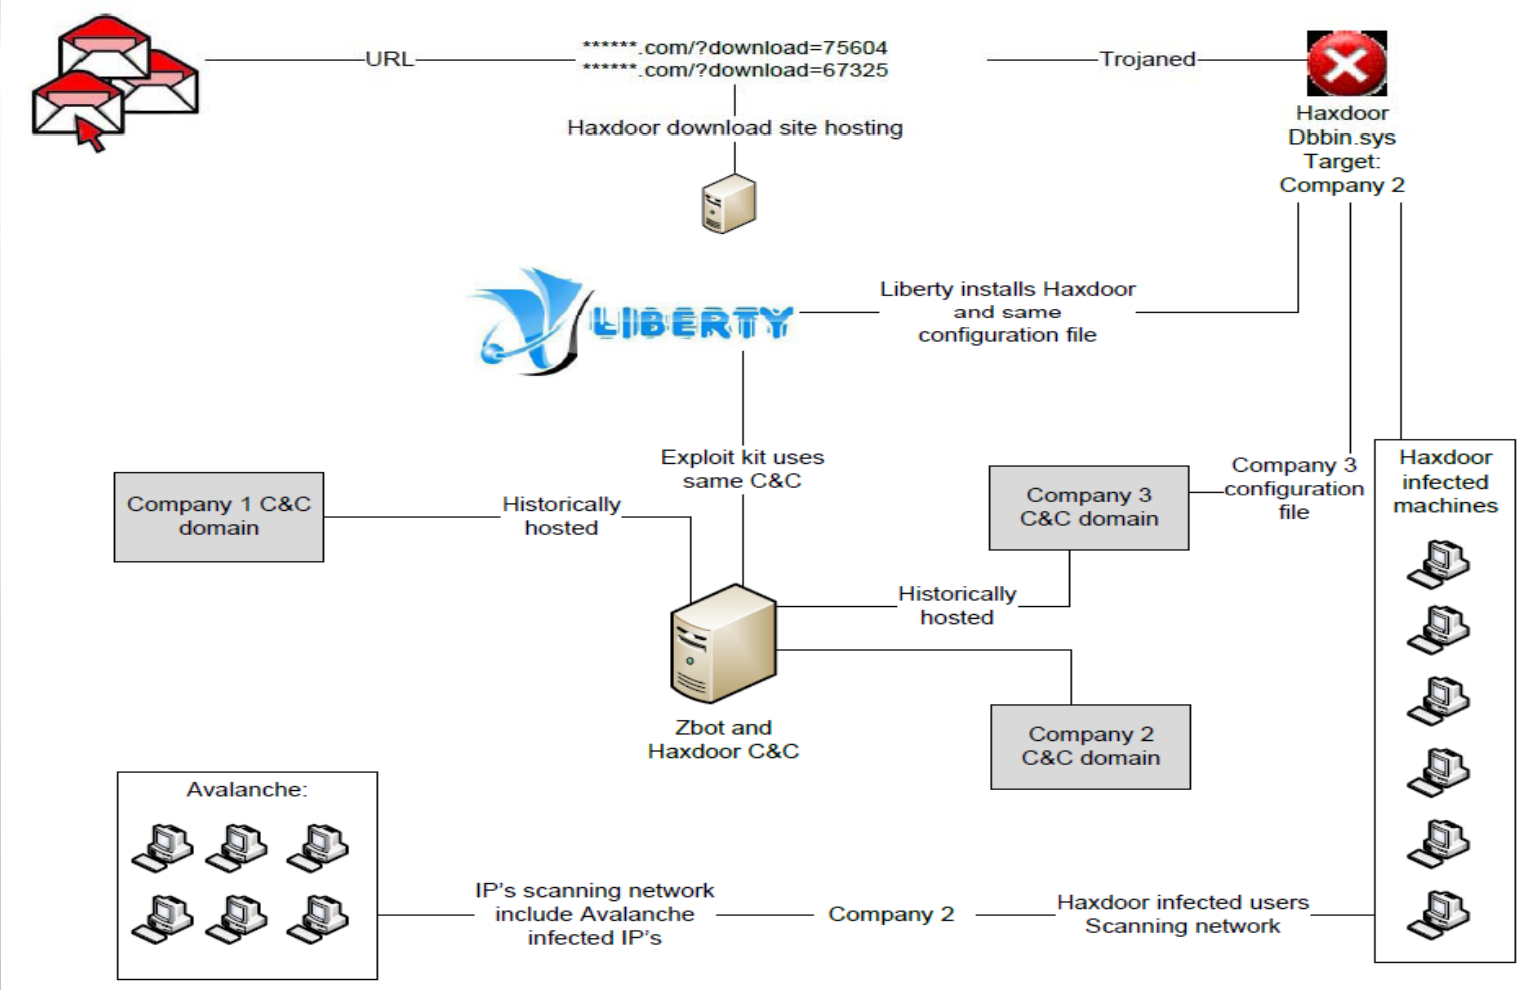 URL
******.com/?download=75604
******.com/?download=67325
Trojaned
Haxdoor
Dbbin.sys
Target:
Company 2
Haxdoor download site hosting
LIBERTY
Liberty installs Haxdoor
and same
configuration file
Exploit kit uses
same C&C
Company 1 C&C
domain
Historically
hosted
Company 3
C&C domain
Company 3
configuration
file
Haxdoor
infected
machines
Historically
hosted
Zbot and
Haxdoor C&C
Company 2
C&C domain
Avalanche:
IP's scanning network
include Avalanche
infected IP's
Company 2
Haxdoor infected users
Scanning network